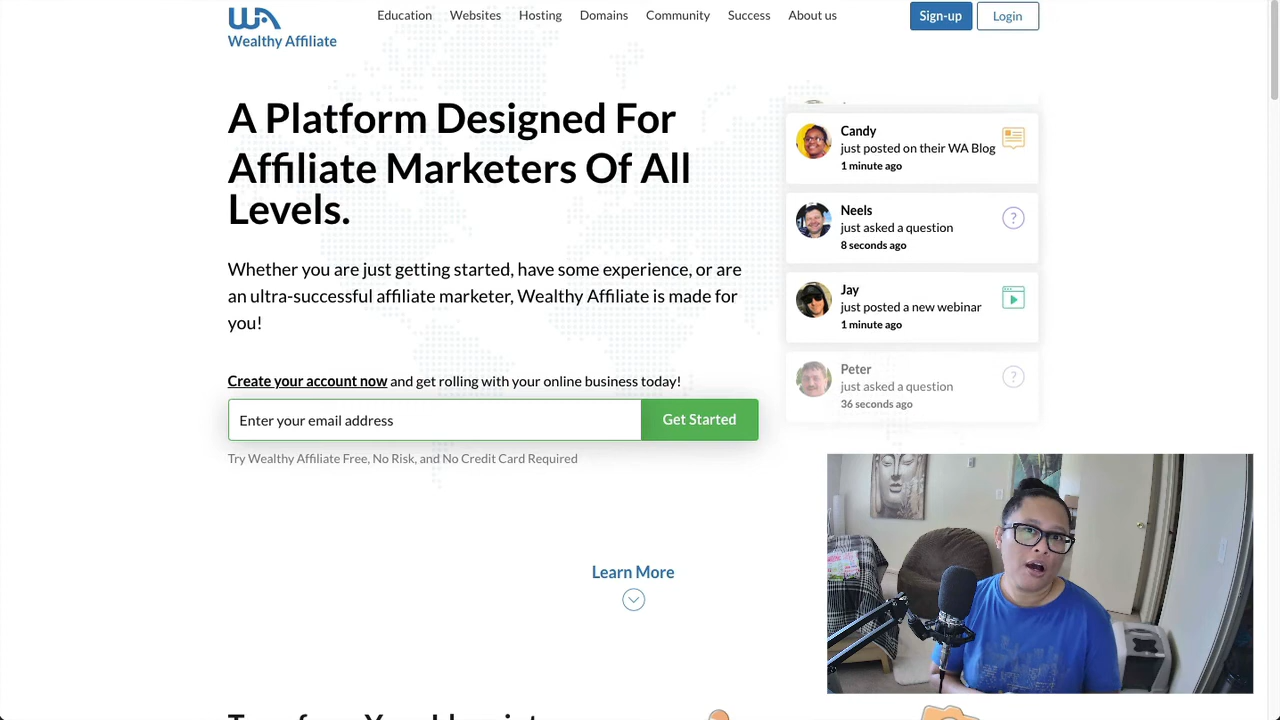 WA
Wealthy Affiliate
Education Websites Hosting Domains Community Success About us
Sign-up Login
A Platform Designed For
Affiliate Marketers Of All
Levels.
Whether you are just getting started, have some experience, or are
an ultra-successful affiliate marketer, Wealthy Affiliate is made for
you!
Create your account now and get rolling with your online business today!
Enter your email address
Get Started
Try Wealthy Affiliate Free, No Risk, and No Credit Card Required
Candy
just posted on their WA Blog
1 minute ago
Neels
just asked a question
8 seconds ago
?
Jay
just posted a new webinar
1 minute ago
Peter
just asked a question
36 seconds ago
?
Learn More